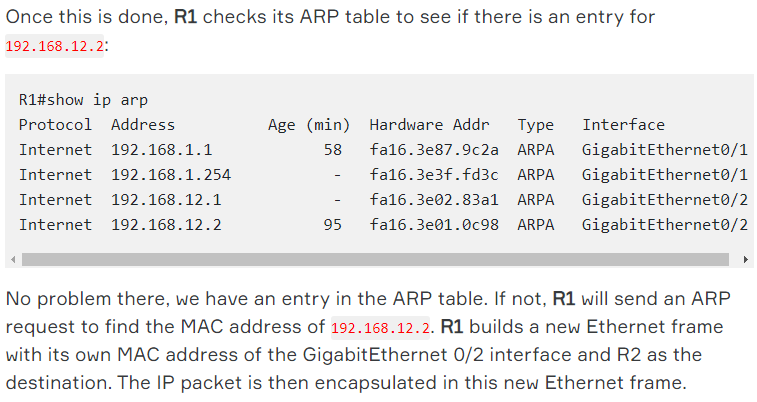 Once this is done, R1 checks its ARP table to see if there is an entry for
192.168.12.2:
R1#show ip arp
Protocol  Address          Age (min)  Hardware Addr   Type   Interface
Internet  192.168.1.1            58   fa16.3e87.9c2a  ARPA   GigabitEthernet0/1
Internet  192.168.1.254           -   fa16.3e3f.fd3c  ARPA   GigabitEthernet0/1
Internet  192.168.12.1            -   fa16.3e02.83a1  ARPA   GigabitEthernet0/2
Internet  192.168.12.2           95   fa16.3e01.0c98  ARPA   GigabitEthernet0/2
No problem there, we have an entry in the ARP table. If not, R1 will send an ARP
request to find the MAC address of 192.168.12.2. R1 builds a new Ethernet frame
with its own MAC address of the GigabitEthernet 0/2 interface and R2 as the
destination. The IP packet is then encapsulated in this new Ethernet frame.